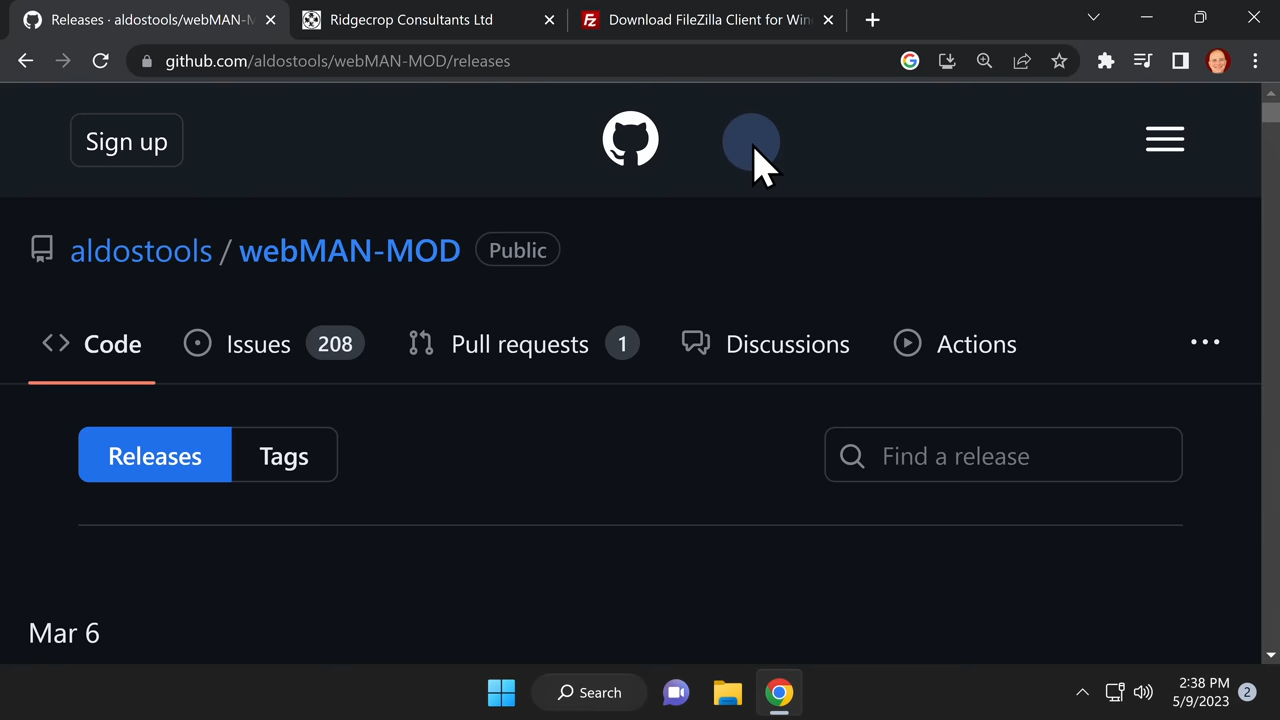 Releases · aldostools/webMAN-M
Ridgecrop Consultants Ltd
Fz
Download FileZilla Client for Win
github.com/aldostools/webMAN-MOD/releases
Sign up
aldostools / webMAN-MOD Public
Code
Issues 208
Pull requests 1
Discussions
Actions
Releases
Tags
Find a release
Mar 6
Search
2:38 PM
5/9/2023
2